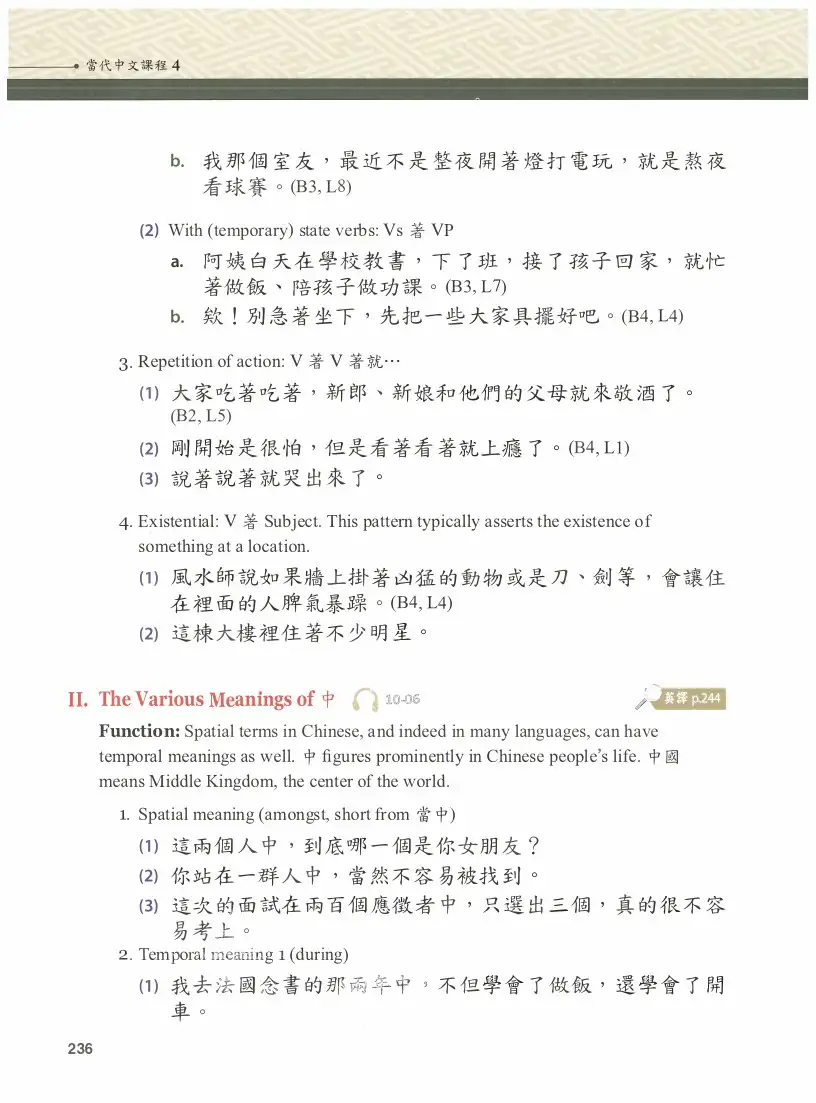 當代中文課程 4
b. 我那個室友，最近不是整夜開著燈打電玩，就是熬夜
看球賽。(B3, L8)
(2) With (temporary) state verbs: Vs 著 VP
a. 阿姨白天在學校教書，下了班，接了孩子回家，就忙
著做飯、陪孩子做功課。(B3, L7)
b. 欸！別急著坐下，先把一些大家具擺好吧。(B4, L4)
3. Repetition of action: V 著 V 著就…
(1) 大家吃著吃著，新郎、新娘和他們的父母就來敬酒了。
(B2, L5)
(2) 剛開始是很怕，但是看著看著就上癮了。(B4, L1)
(3) 說著說著就哭出來了。
4. Existential: V 著 Subject. This pattern typically asserts the existence of
something at a location.
(1) 風水師說如果牆上掛著凶猛的動物或是刀、劍等，會讓住
在裡面的人脾氣暴躁。(B4, L4)
(2) 這棟大樓裡住著不少明星。
II. The Various Meanings of 中 10-06 英譯 p.244
Function: Spatial terms in Chinese, and indeed in many languages, can have
temporal meanings as well. 中 figures prominently in Chinese people's life. 中國
means Middle Kingdom, the center of the world.
1. Spatial meaning (amongst, short from 當中)
(1) 這兩個人中，到底哪一個是你女朋友？
(2) 你站在一群人中，當然不容易被找到。
(3) 這次的面試在兩百個應徵者中，只選出三個，真的很不容
易考上。
2. Temporal meaning 1 (during)
(1) 我去法國念書的那兩年中，不但學會了做飯，還學會了開
車。
236